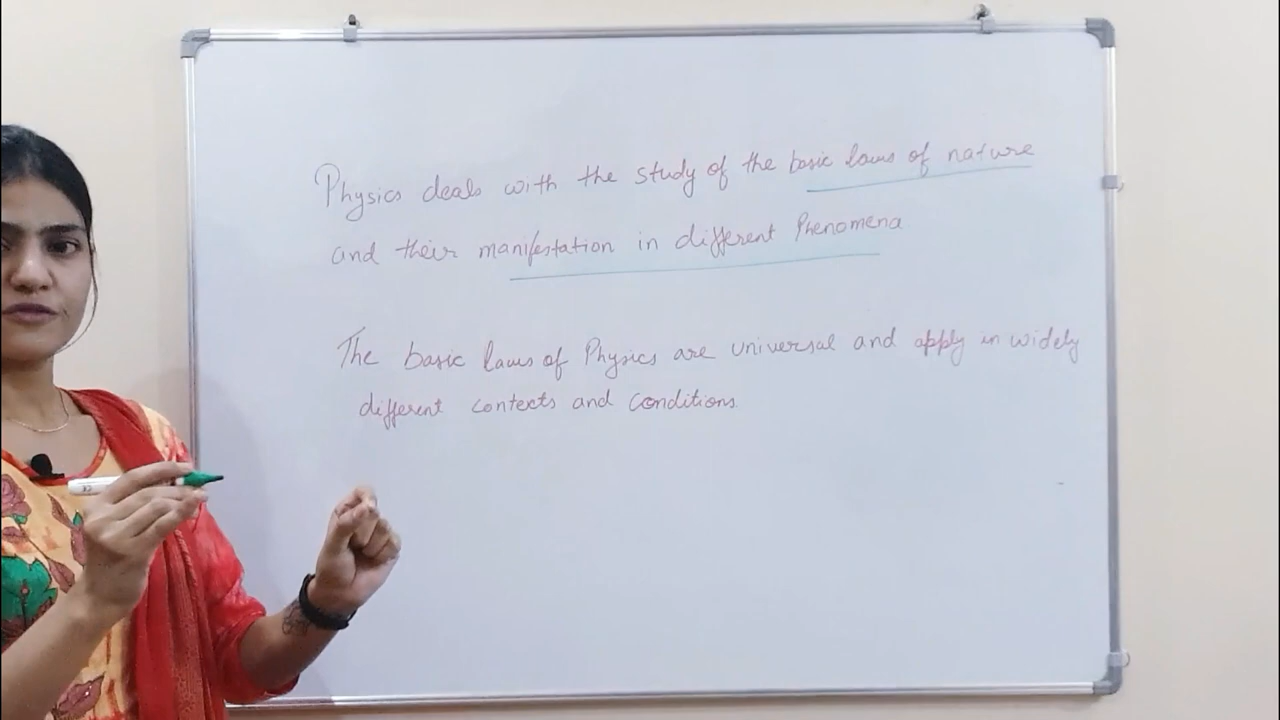 Physics deals with the study of the basic laws of nature
and their manifestation in different Phenomena
The basic laws of Physics are universal and apply in widely
different contexts and conditions.